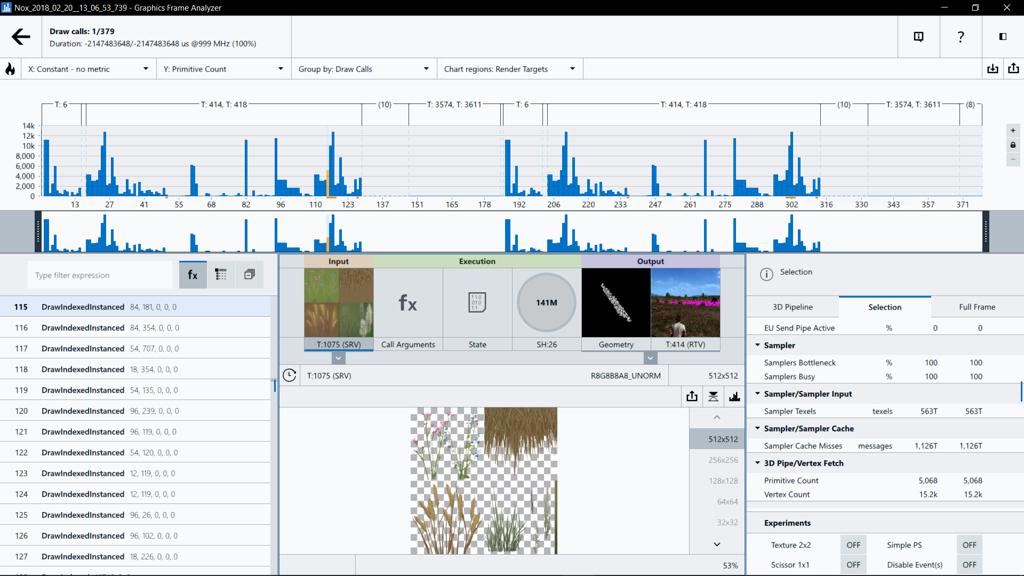 Nox_2018_02_20__13_06_53_739 - Graphics Frame Analyzer
Draw calls: 1/379
Duration: -2147483648/-2147483648 us @999 MHz (100%)
?
X: Constant - no metric
Y: Primitive Count
Group by: Draw Calls
Chart regions: Render Targets
T: 6
T: 414, T: 418
(10)
T: 3574, T: 3611
T: 6
T: 414, T: 418
(10)
T: 3574, T: 3611
(8)
14k
12k
10k
8,000
6,000
4,000
2,000
0
13 27 41 55 68 82 96 110 123 137 151 165 178 192 206 220 233 247 261 275 288 302 316 330 343 357 371
Type filter expression
fx
115 DrawIndexedInstanced 84, 181, 0, 0, 0
116 DrawIndexedInstanced 84, 354, 0, 0, 0
117 DrawIndexedInstanced 54, 707, 0, 0, 0
118 DrawIndexedInstanced 18, 354, 0, 0, 0
119 DrawIndexedInstanced 54, 135, 0, 0, 0
120 DrawIndexedInstanced 96, 239, 0, 0, 0
121 DrawIndexedInstanced 96, 119, 0, 0, 0
122 DrawIndexedInstanced 54, 120, 0, 0, 0
123 DrawIndexedInstanced 12, 119, 0, 0, 0
124 DrawIndexedInstanced 12, 119, 0, 0, 0
125 DrawIndexedInstanced 96, 26, 0, 0, 0
126 DrawIndexedInstanced 96, 102, 0, 0, 0
127 DrawIndexedInstanced 18, 226, 0, 0, 0
Input
Execution
Output
fx
141M
T:1075 (SRV)
Call Arguments
State
SH:26
Geometry
T:414 (RTV)
T:1075 (SRV)
R8G8B8A8_UNORM
512x512
512x512
256x256
128x128
64x64
32x32
53%
Selection
3D Pipeline
Selection
Full Frame
EU Send Pipe Active % 0 0
Sampler
Samplers Bottleneck % 100 100
Samplers Busy % 100 100
Sampler/Sampler Input
Sampler Texels texels 563T 563T
Sampler/Sampler Cache
Sampler Cache Misses messages 1,126T 1,126T
3D Pipe/Vertex Fetch
Primitive Count 5,068 5,068
Vertex Count 15.2k 15.2k
Experiments
Texture 2x2 OFF Simple PS OFF
Scissor 1x1 OFF Disable Event(s) OFF